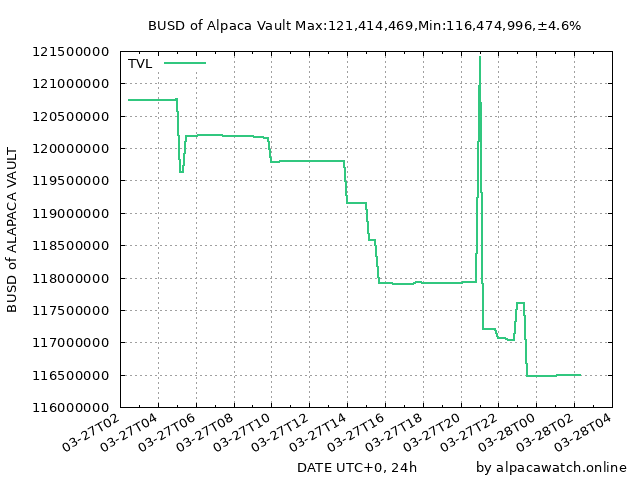 BUSD of Alpaca Vault Max:121,414,469,Min:116,474,996,±4.6%
TVL
121500000
121000000
120500000
120000000
119500000
119000000
118500000
118000000
117500000
117000000
116500000
116000000
BUSD of ALAPACA VAULT
03-27T02
03-27T04
03-27T06
03-27T08
03-27T10
03-27T12
03-27T14
03-27T16
03-27T18
03-27T20
03-27T22
03-28T00
03-28T02
03-28T04
DATE UTC+0, 24h
by alpacawatch.online